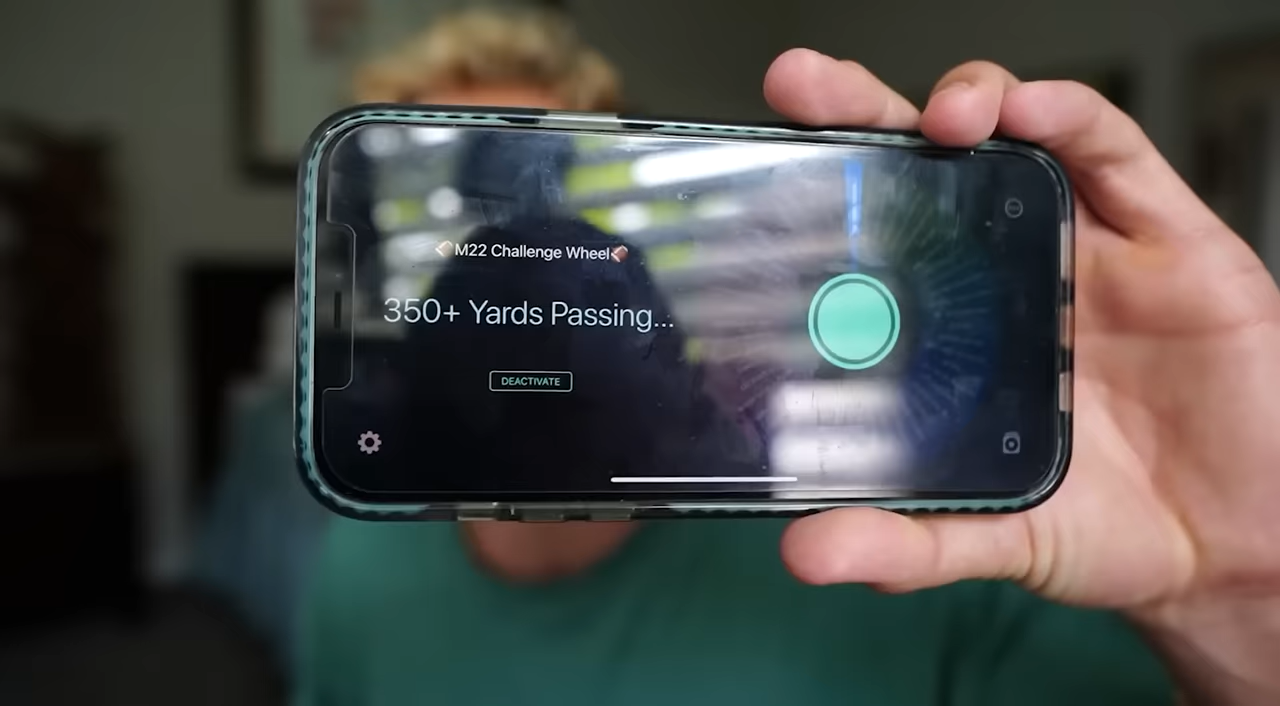 🏈M22 Challenge Wheel🏈
350+ Yards Passing...
DEACTIVATE